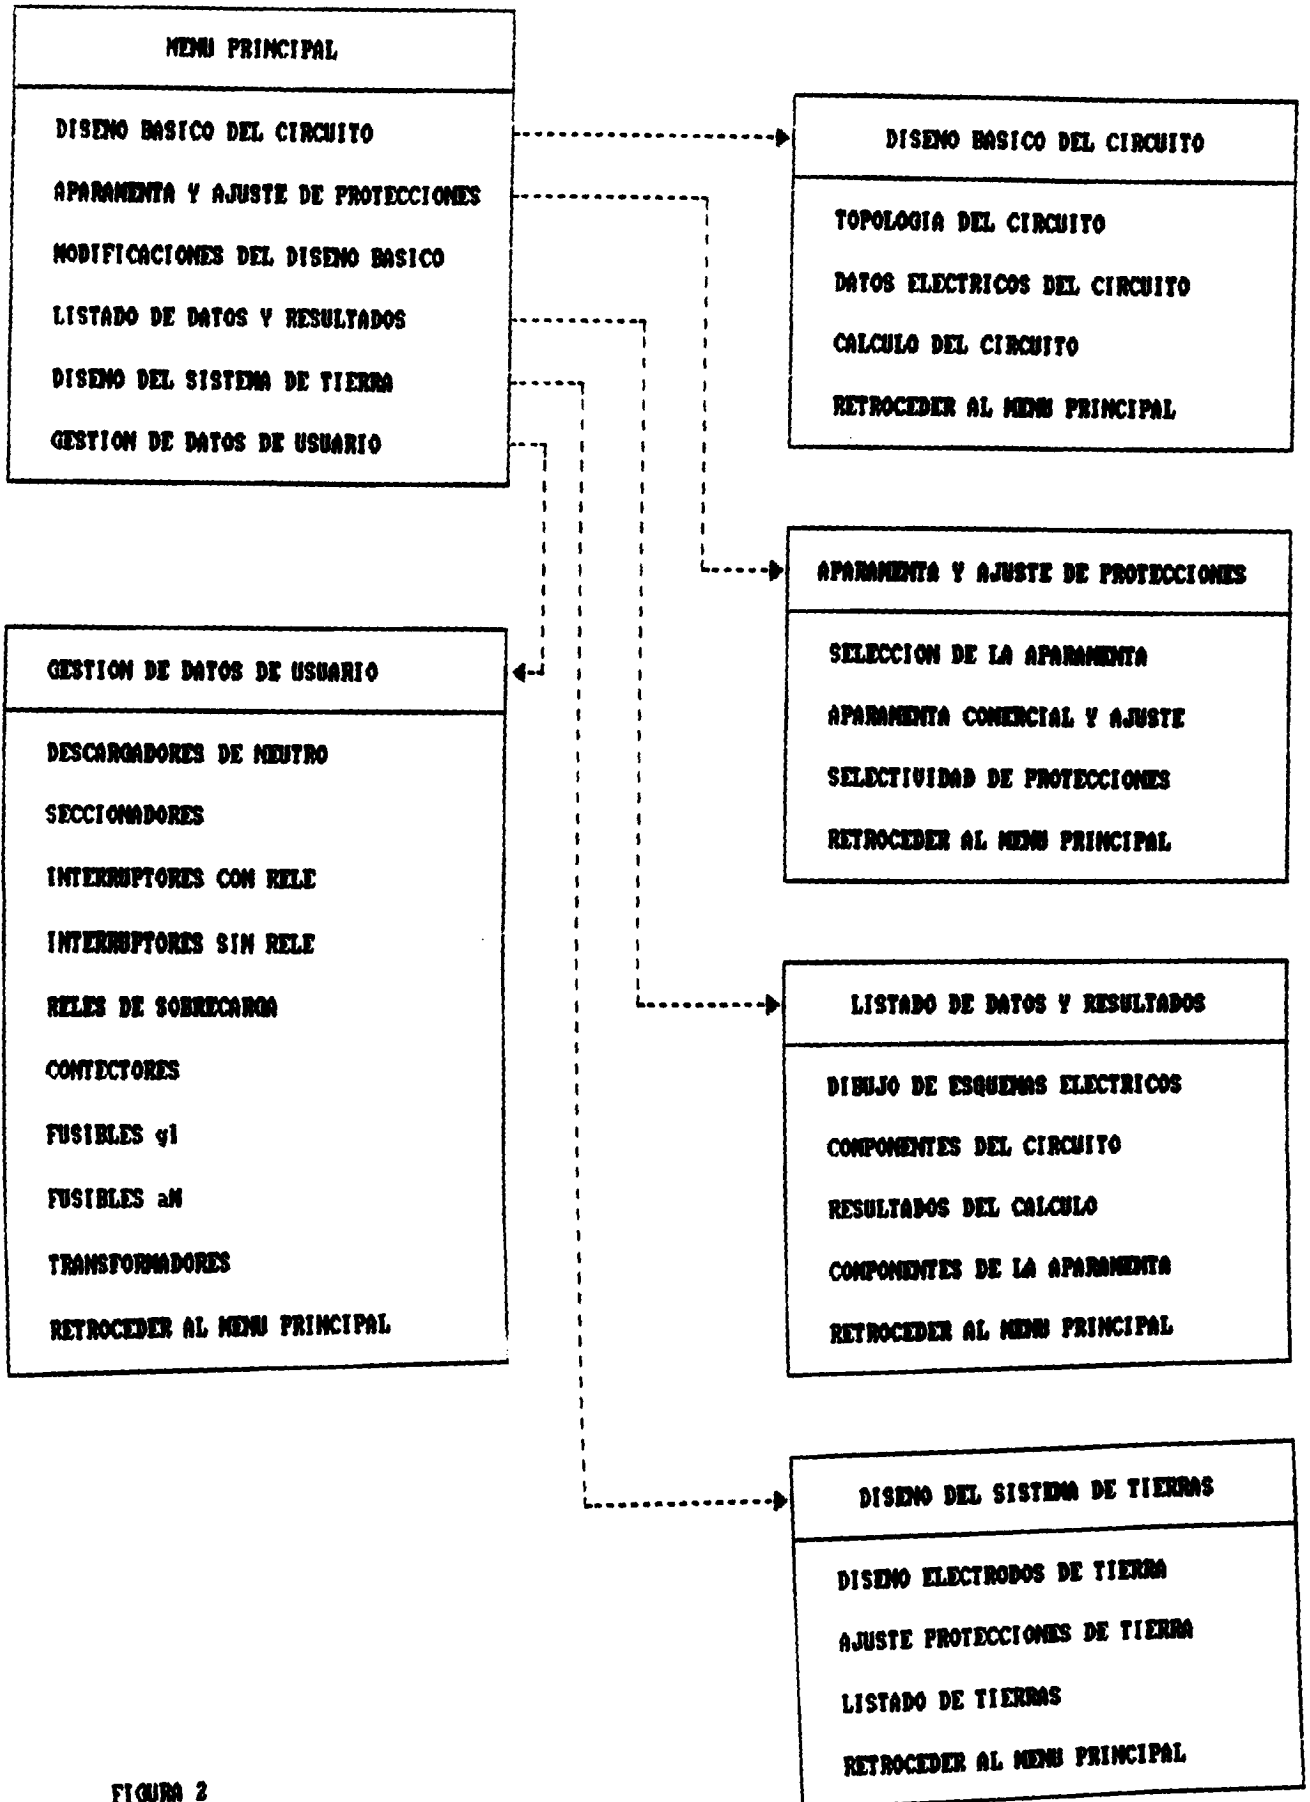 MENU PRINCIPAL
DISENO BASICO DEL CIRCUITO
APARAMENTA Y AJUSTE DE PROTECCIONES
MODIFICACIONES DEL DISENO BASICO
LISTADO DE DATOS Y RESULTADOS
DISENO DEL SISTEMA DE TIERRA
GESTION DE DATOS DE USUARIO
DISENO BASICO DEL CIRCUITO
TOPOLOGIA DEL CIRCUITO
DATOS ELECTRICOS DEL CIRCUITO
CALCULO DEL CIRCUITO
RETROCEDER AL MENU PRINCIPAL
APARAMENTA Y AJUSTE DE PROTECCIONES
SELECCION DE LA APARAMENTA
APARAMENTA COMERCIAL Y AJUSTE
SELECTIVIDAD DE PROTECCIONES
RETROCEDER AL MENU PRINCIPAL
GESTION DE DATOS DE USUARIO
DESCARGADORES DE NEUTRO
SECCIONADORES
INTERRUPTORES CON RELE
INTERRUPTORES SIN RELE
RELES DE SOBRECARGA
CONTECTORES
FUSIBLES gl
FUSIBLES aM
TRANSFORMADORES
RETROCEDER AL MENU PRINCIPAL
LISTADO DE DATOS Y RESULTADOS
DIBUJO DE ESQUEMAS ELECTRICOS
COMPONENTES DEL CIRCUITO
RESULTADOS DEL CALCULO
COMPONENTES DE LA APARAMENTA
RETROCEDER AL MENU PRINCIPAL
DISENO DEL SISTEMA DE TIERRAS
DISENO ELECTRODOS DE TIERRA
AJUSTE PROTECCIONES DE TIERRA
LISTADO DE TIERRAS
RETROCEDER AL MENU PRINCIPAL
FIGURA 2